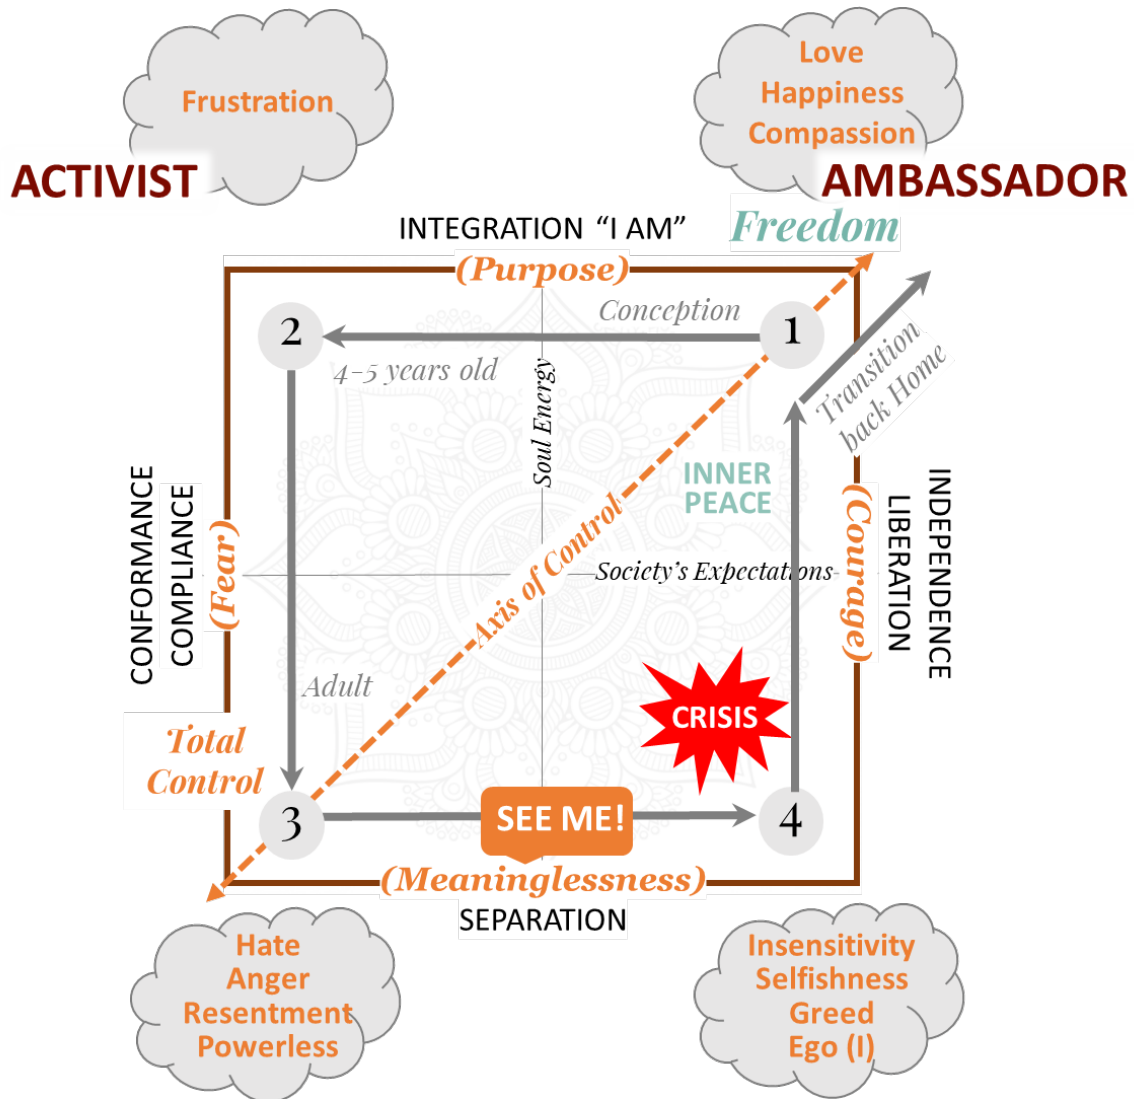 Frustration
Love
Happiness
Compassion
ACTIVIST
AMBASSADOR
INTEGRATION “I AM”
Freedom
(Purpose)
Conception
2
1
4-5 years old
Transition
back Home
Soul Energy
INNER
PEACE
CONFORMANCE
COMPLIANCE
(Fear)
Axis of Control
Society’s Expectations
(Courage)
LIBERATION
INDEPENDENCE
Adult
CRISIS
Total
Control
3
SEE ME!
4
(Meaninglessness)
SEPARATION
Hate
Anger
Resentment
Powerless
Insensitivity
Selfishness
Greed
Ego (I)